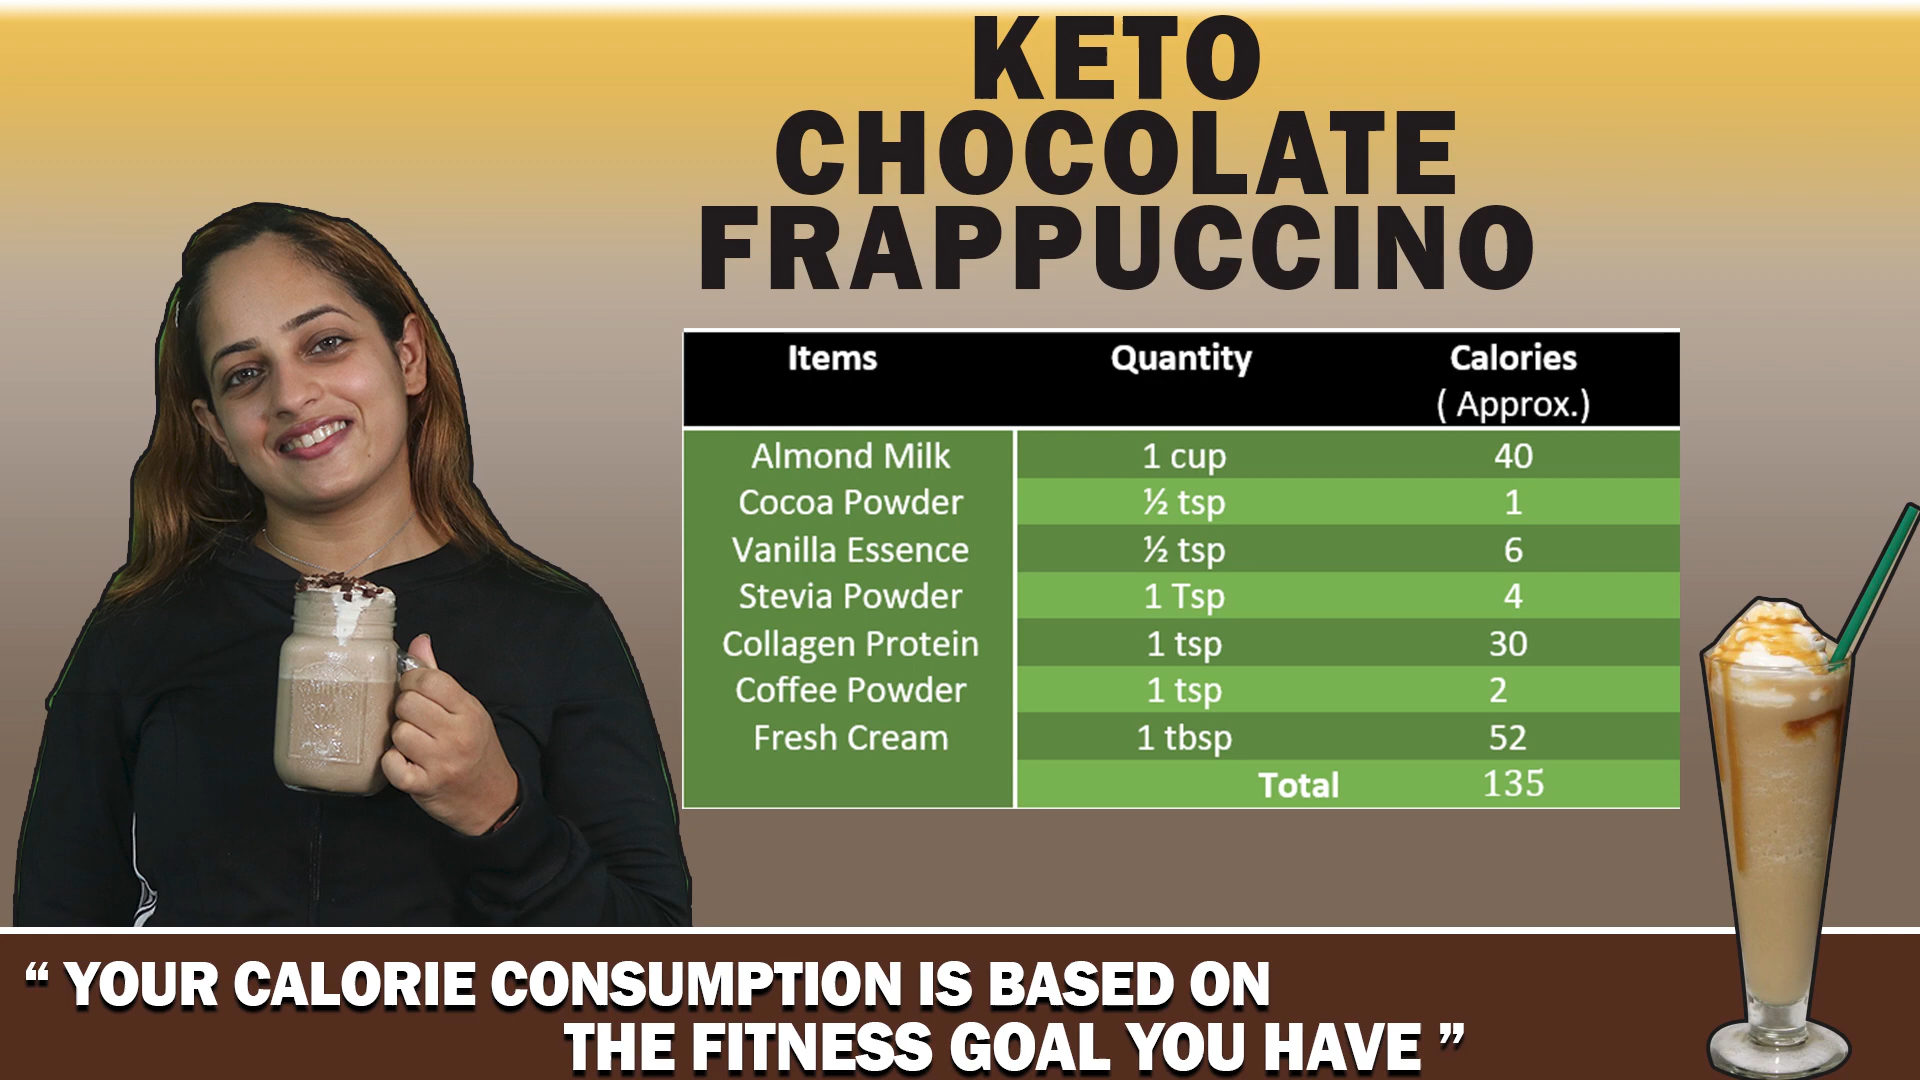 KETO
CHOCOLATE
FRAPPUCCINO
Items Quantity Calories
( Approx.)
Almond Milk 1 cup 40
Cocoa Powder ½ tsp 1
Vanilla Essence ½ tsp 6
Stevia Powder 1 Tsp 4
Collagen Protein 1 tsp 30
Coffee Powder 1 tsp 2
Fresh Cream 1 tbsp 52
Total 135
“ YOUR CALORIE CONSUMPTION IS BASED ON
THE FITNESS GOAL YOU HAVE ”